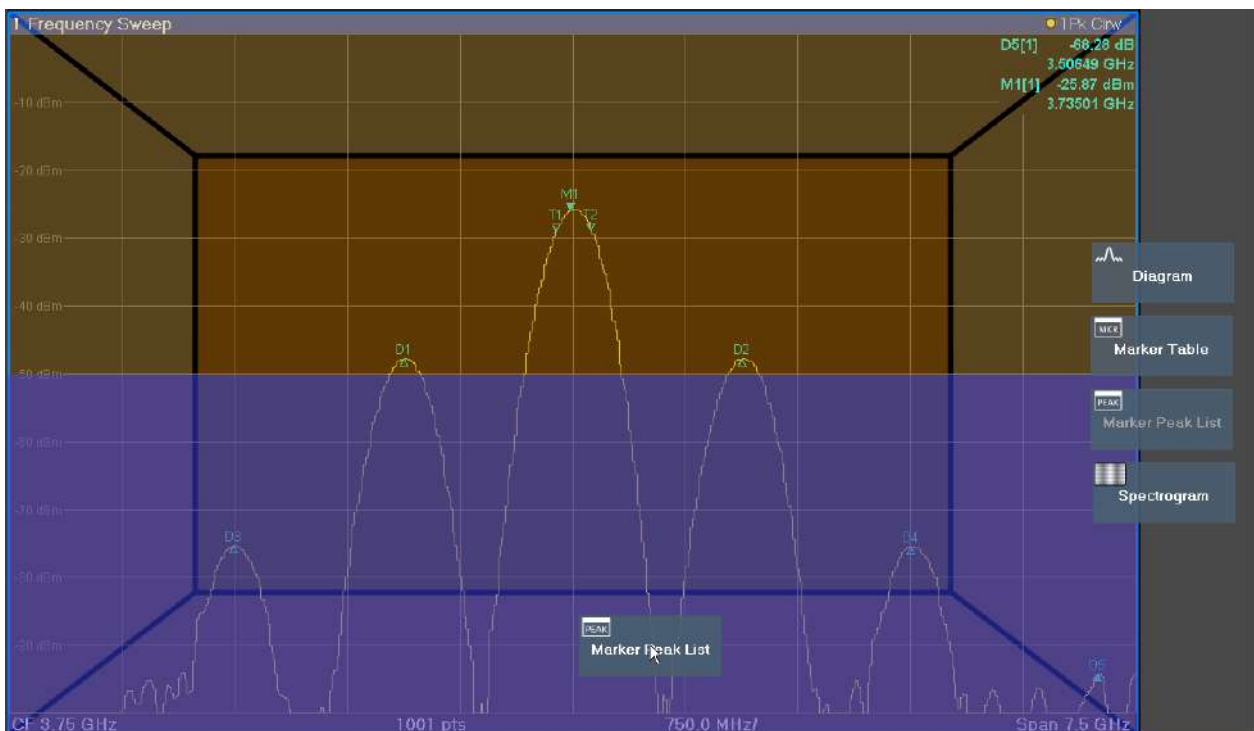 1 Frequency Sweep
1Pk Clrw
D5[1] -68.28 dB
3.50649 GHz
M1[1] -25.87 dBm
3.73501 GHz
-10 dBm
-20 dBm
M1
T1 T2
-30 dBm
Diagram
-40 dBm
MKR
Marker Table
D1 D2
-50 dBm
PEAK
Marker Peak List
-60 dBm
Spectrogram
-70 dBm
D3 D4
-80 dBm
PEAK
Marker Peak List
-90 dBm
D5
CF 3.75 GHz 1001 pts 750.0 MHz/ Span 7.5 GHz